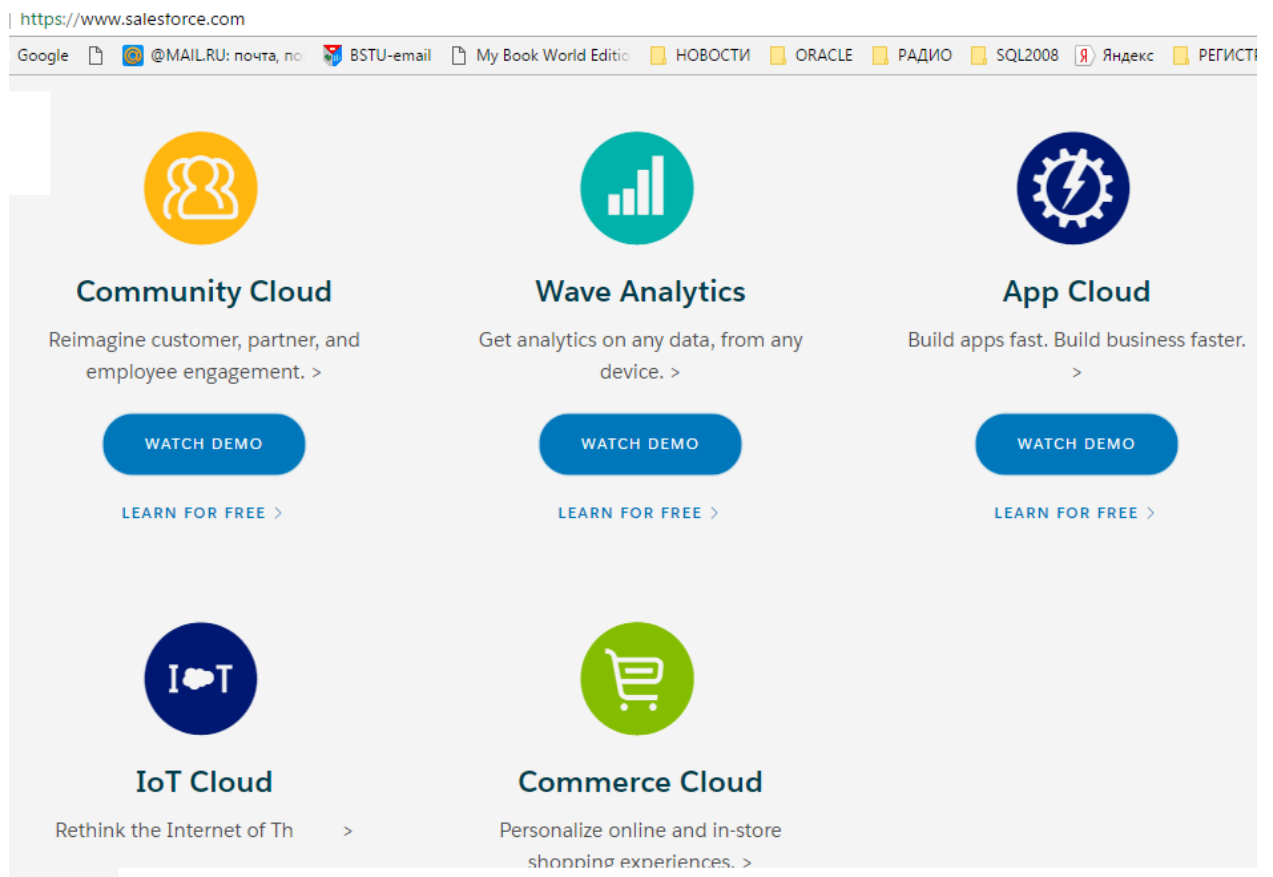 https://www.salesforce.com
Google @MAIL.RU: почта, по BSTU-email My Book World Editio НОВОСТИ ORACLE РАДИО SQL2008 Я Яндекс РЕГИСТР
Community Cloud Wave Analytics App Cloud
Reimagine customer, partner, and Get analytics on any data, from any Build apps fast. Build business faster.
employee engagement. > device. > >
WATCH DEMO WATCH DEMO WATCH DEMO
LEARN FOR FREE > LEARN FOR FREE > LEARN FOR FREE >
I T
IoT Cloud Commerce Cloud
Rethink the Internet of Th > Personalize online and in-store
shopping experiences. >